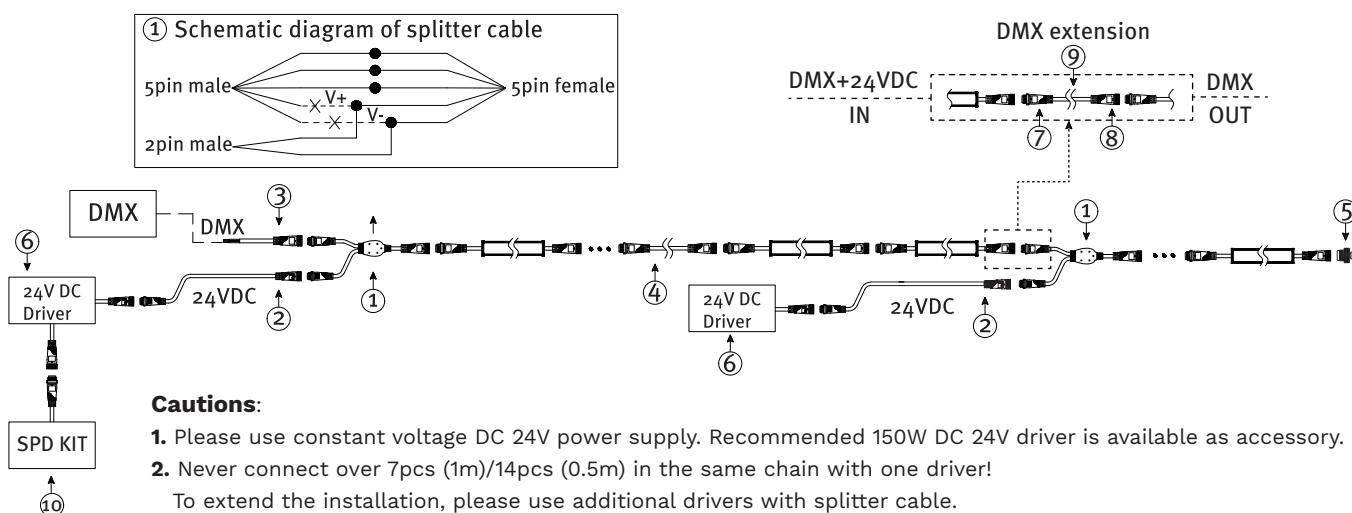 ① Schematic diagram of splitter cable
5pin male
V+
V-
5pin female
2pin male
DMX extension
⑨
DMX+24VDC
IN
DMX
OUT
⑦
⑧
DMX
DMX
③
①
①
⑤
⑥
24V DC
Driver
24VDC
②
①
④
24V DC
Driver
⑥
24VDC
②
SPD KIT
⑩
Cautions:
1. Please use constant voltage DC 24V power supply. Recommended 150W DC 24V driver is available as accessory.
2. Never connect over 7pcs (1m)/14pcs (0.5m) in the same chain with one driver!
To extend the installation, please use additional drivers with splitter cable.